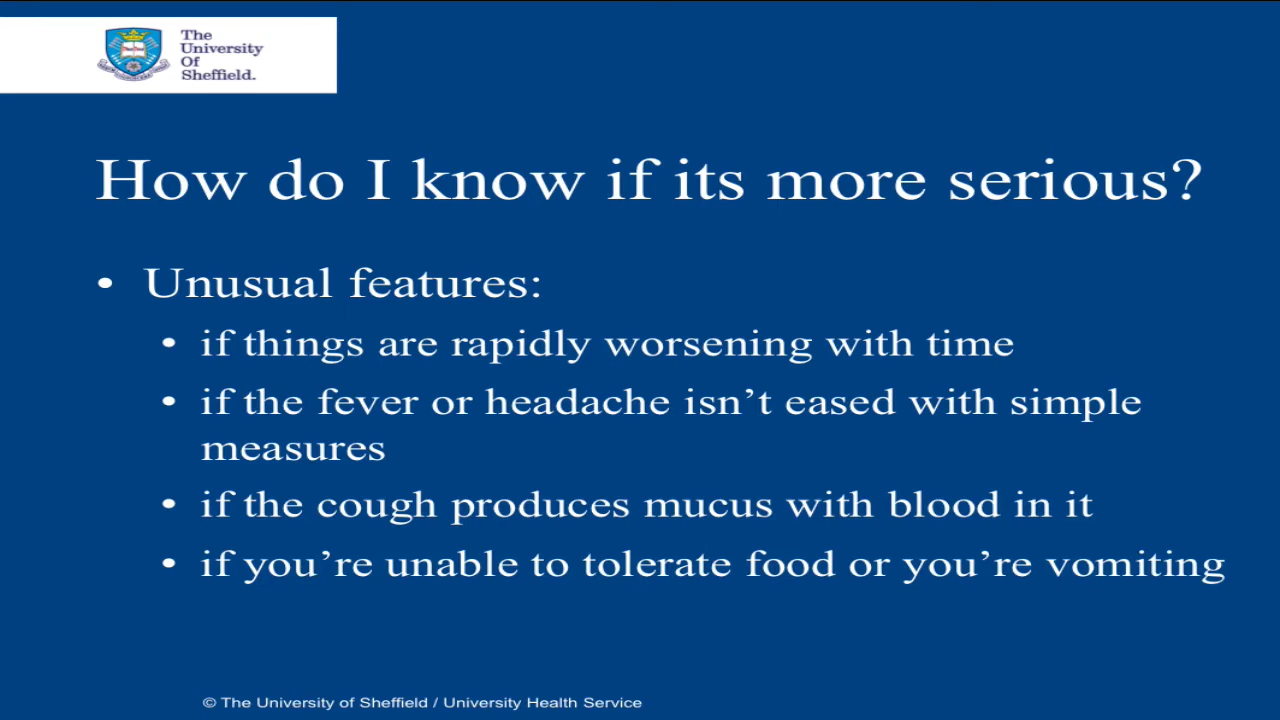 The
University
Of
Sheffield.
How do I know if its more serious?
• Unusual features:
• if things are rapidly worsening with time
• if the fever or headache isn’t eased with simple
measures
• if the cough produces mucus with blood in it
• if you’re unable to tolerate food or you’re vomiting
© The University of Sheffield / University Health Service